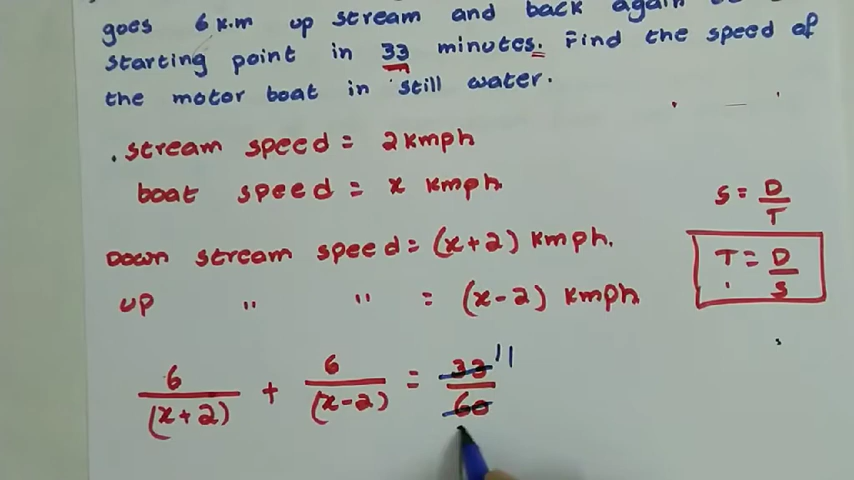 goes 6 k.m up stream and back again
starting point in 33 minutes. Find the speed of
the motor boat in still water.
.stream speed = 2 kmph
boat speed = x kmph.
S = D/T
Down stream speed = (x+2) kmph.
T = D/S
up " " = (x-2) kmph
6/(x+2) + 6/(x-2) = 33/60 11